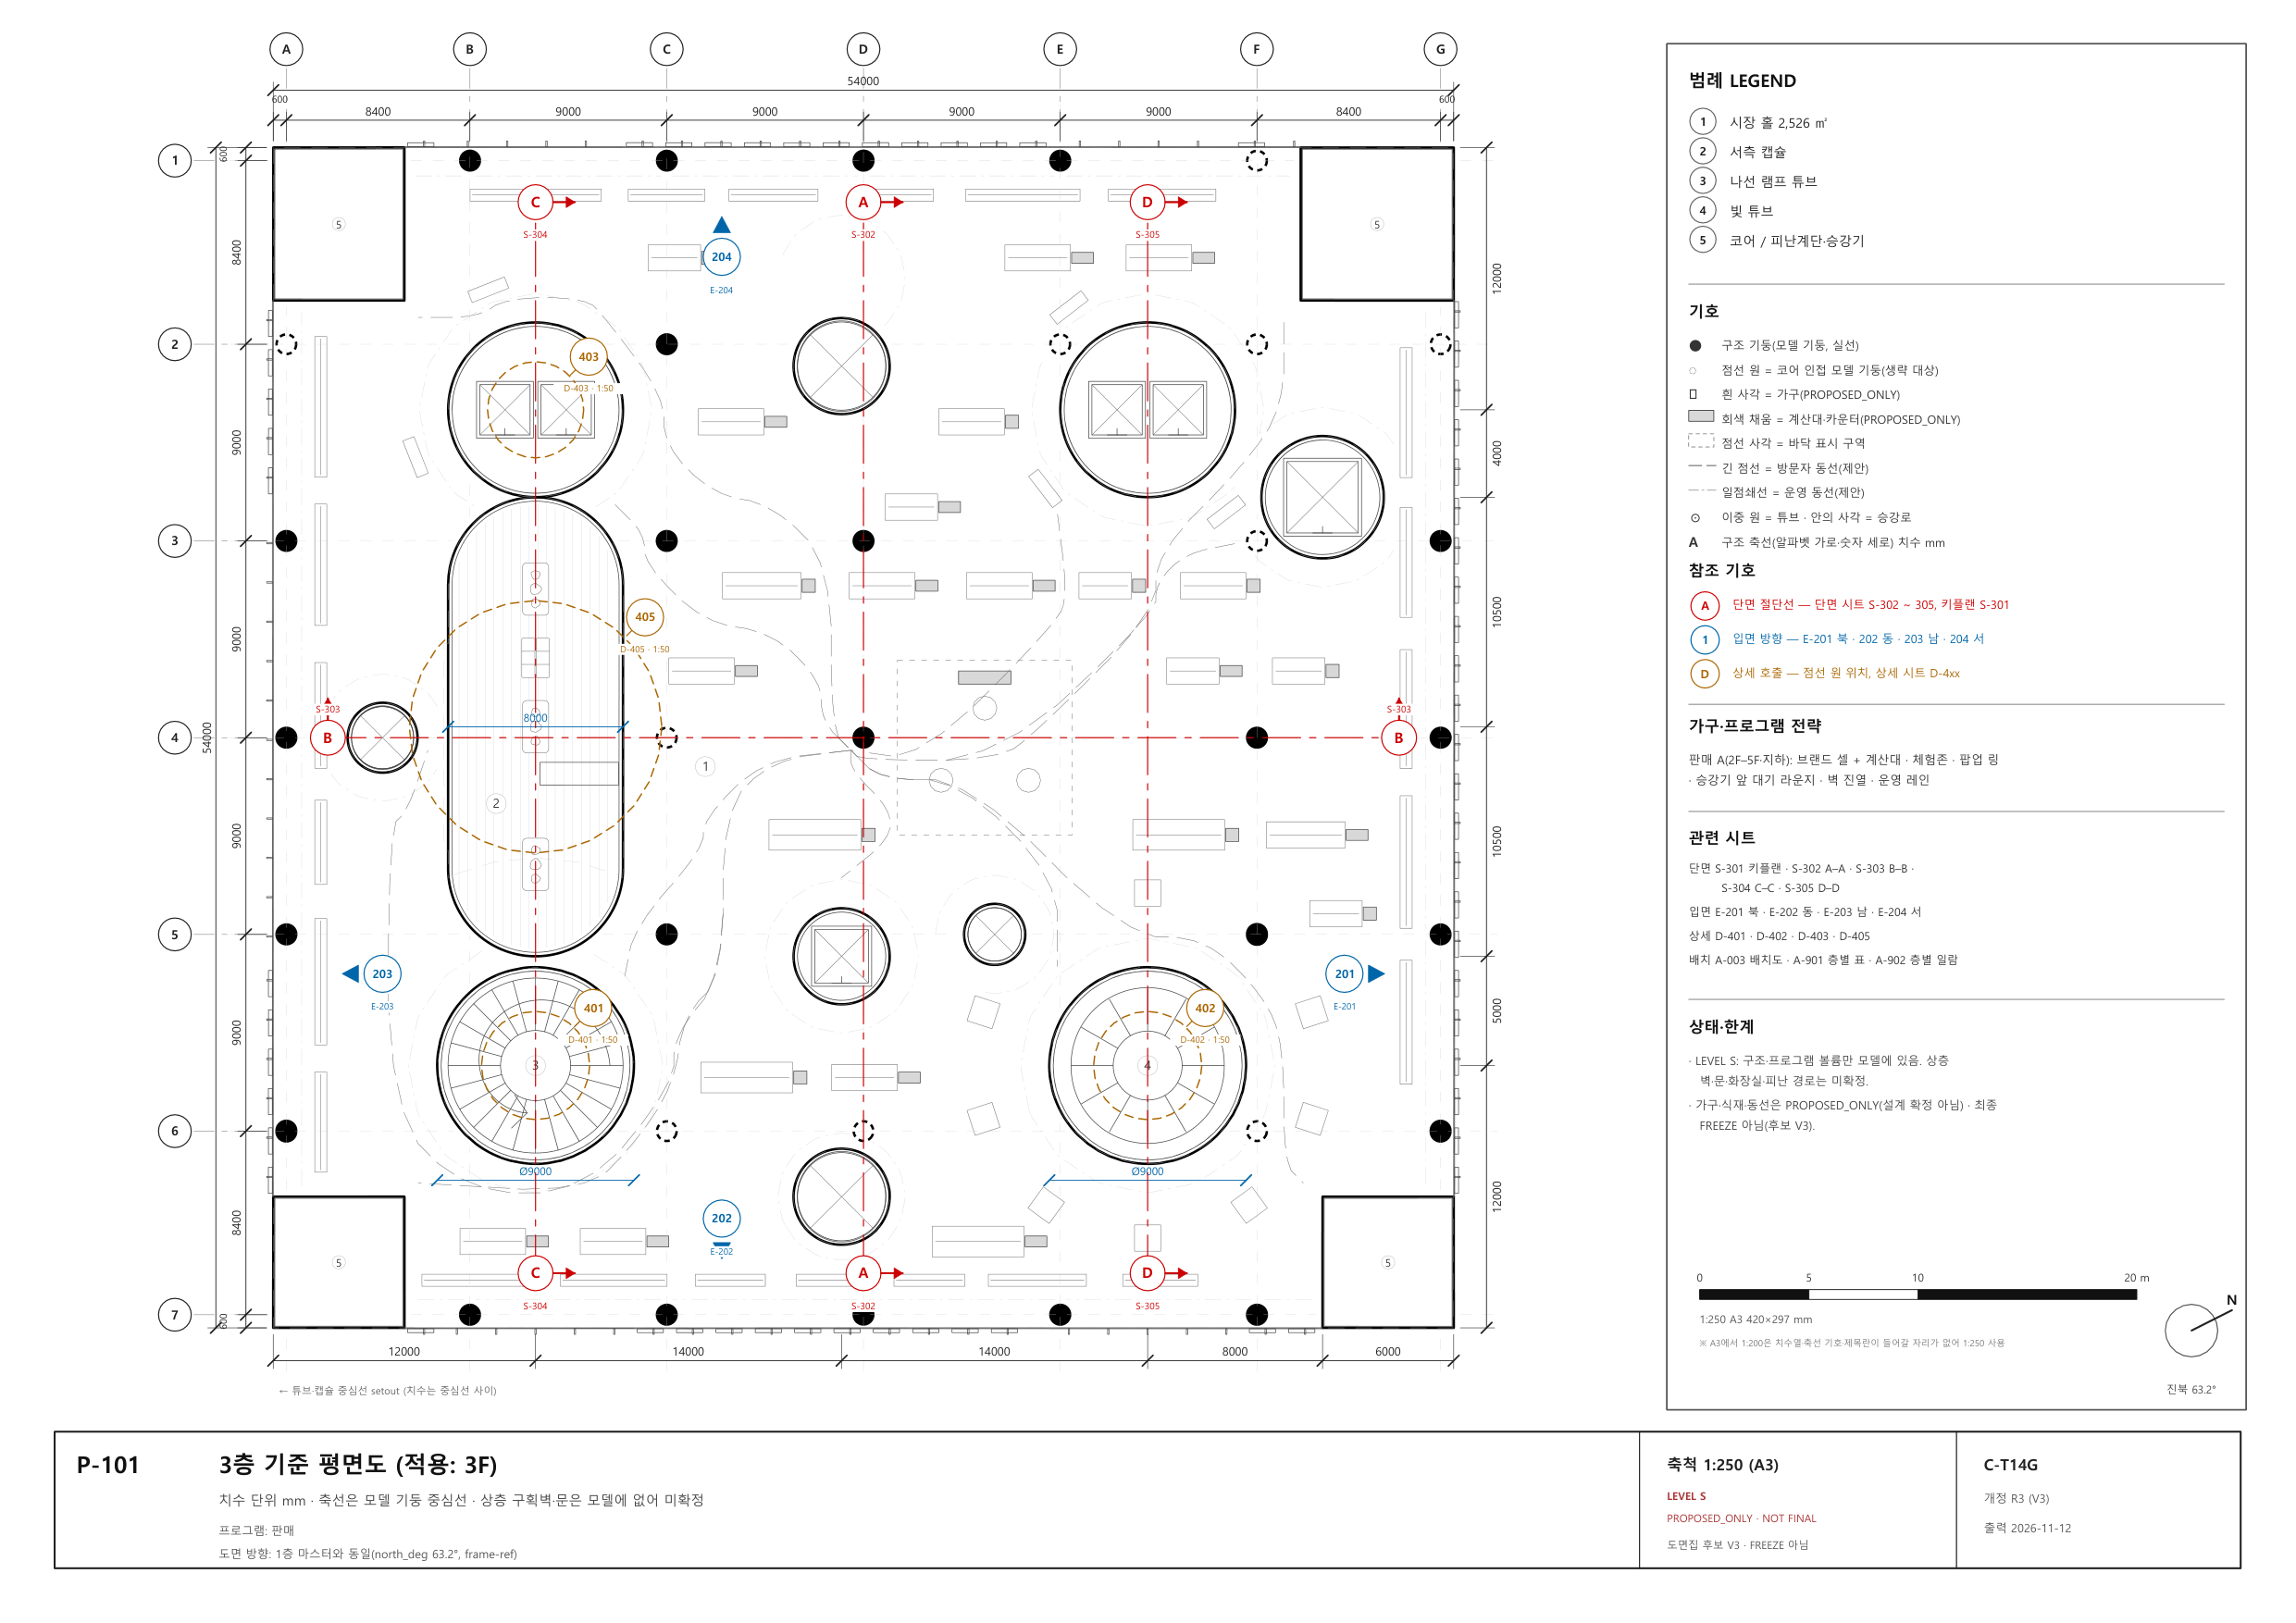 A B C D E F G
54000
600 600
8400 9000 9000 9000 9000 8400
1
600
C A D
S-304 S-302 S-305
5 5
204
E-204
8400
12000
2
403
D-403 · 1:50
9000
4000
3
405
D-405 · 1:50
9000
10500
S-303 S-303
8000
4
54000
B B
1
2
9000
10500
5
203
E-203
201
E-201
401
D-401 · 1:50
402
D-402 · 1:50
9000
5000
3 4
6
Ø9000 Ø9000
8400
12000
202
E-202
5 5
C A D
S-304 S-302 S-305
7
600
12000 14000 14000 8000 6000
← 튜브·캡슐 중심선 setout (치수는 중심선 사이)
범례 LEGEND
1 시장 홀 2,526 ㎡
2 서측 캡슐
3 나선 램프 튜브
4 빛 튜브
5 코어 / 피난계단·승강기
기호
구조 기둥(모델 기둥, 실선)
점선 원 = 코어 인접 모델 기둥(생략 대상)
흰 사각 = 가구(PROPOSED_ONLY)
회색 채움 = 계산대·카운터(PROPOSED_ONLY)
점선 사각 = 바닥 표시 구역
긴 점선 = 방문자 동선(제안)
일점쇄선 = 운영 동선(제안)
이중 원 = 튜브 · 안의 사각 = 승강로
A 구조 축선(알파벳 가로·숫자 세로) 치수 mm
참조 기호
A 단면 절단선 — 단면 시트 S-302 ~ 305, 키플랜 S-301
1 입면 방향 — E-201 북 · 202 동 · 203 남 · 204 서
D 상세 호출 — 점선 원 위치, 상세 시트 D-4xx
가구·프로그램 전략
판매 A(2F–5F·지하): 브랜드 셀 + 계산대 · 체험존 · 팝업 링
· 승강기 앞 대기 라운지 · 벽 진열 · 운영 레인
관련 시트
단면 S-301 키플랜 · S-302 A–A · S-303 B–B ·
S-304 C–C · S-305 D–D
입면 E-201 북 · E-202 동 · E-203 남 · E-204 서
상세 D-401 · D-402 · D-403 · D-405
배치 A-003 배치도 · A-901 층별 표 · A-902 층별 일람
상태·한계
· LEVEL S: 구조·프로그램 볼륨만 모델에 있음. 상층
벽·문·화장실·피난 경로는 미확정.
· 가구·식재·동선은 PROPOSED_ONLY(설계 확정 아님) · 최종
FREEZE 아님(후보 V3).
0 5 10 20 m
1:250 A3 420×297 mm
※ A3에서 1:200은 치수열·축선 기호·제목란이 들어갈 자리가 없어 1:250 사용
N
진북 63.2°
P-101
3층 기준 평면도 (적용: 3F)
치수 단위 mm · 축선은 모델 기둥 중심선 · 상층 구획벽·문은 모델에 없어 미확정
프로그램: 판매
도면 방향: 1층 마스터와 동일(north_deg 63.2°, frame-ref)
축척 1:250 (A3)
LEVEL S
PROPOSED_ONLY · NOT FINAL
도면집 후보 V3 · FREEZE 아님
C-T14G
개정 R3 (V3)
출력 2026-11-12